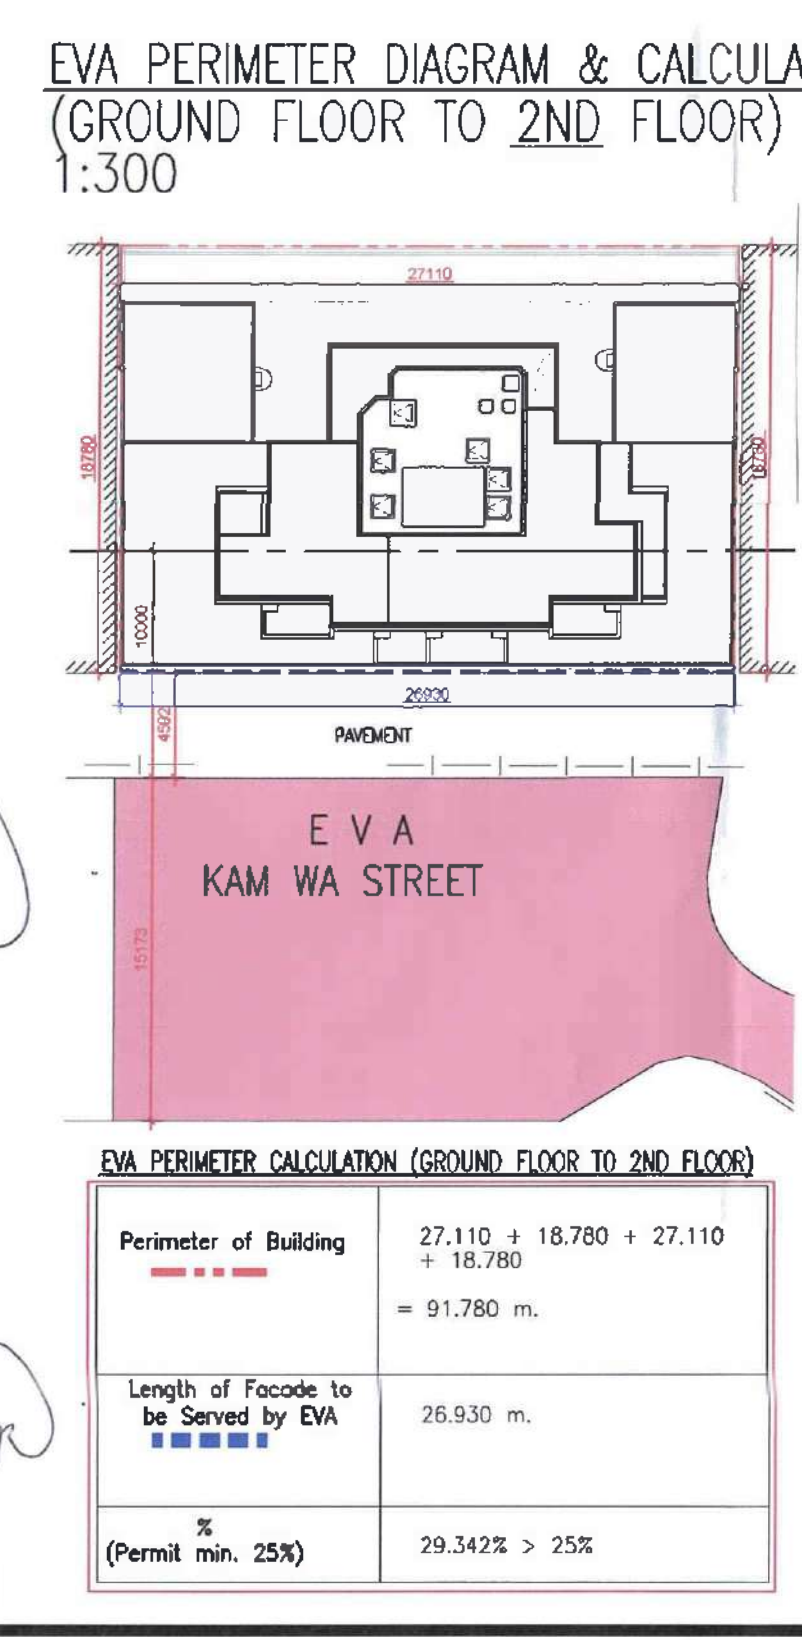 EVA PERIMETER DIAGRAM & CALCULA
(GROUND FLOOR TO 2ND FLOOR)
1:300
27110
18780
18780
10000
26930
4502
PAVEMENT
E V A
KAM WA STREET
15173
EVA PERIMETER CALCULATION (GROUND FLOOR TO 2ND FLOOR)
Perimeter of Building
27.110 + 18.780 + 27.110
+ 18.780
= 91.780 m.
Length of Facade to
be Served by EVA
26.930 m.
%
(Permit min. 25%)
29.342% > 25%